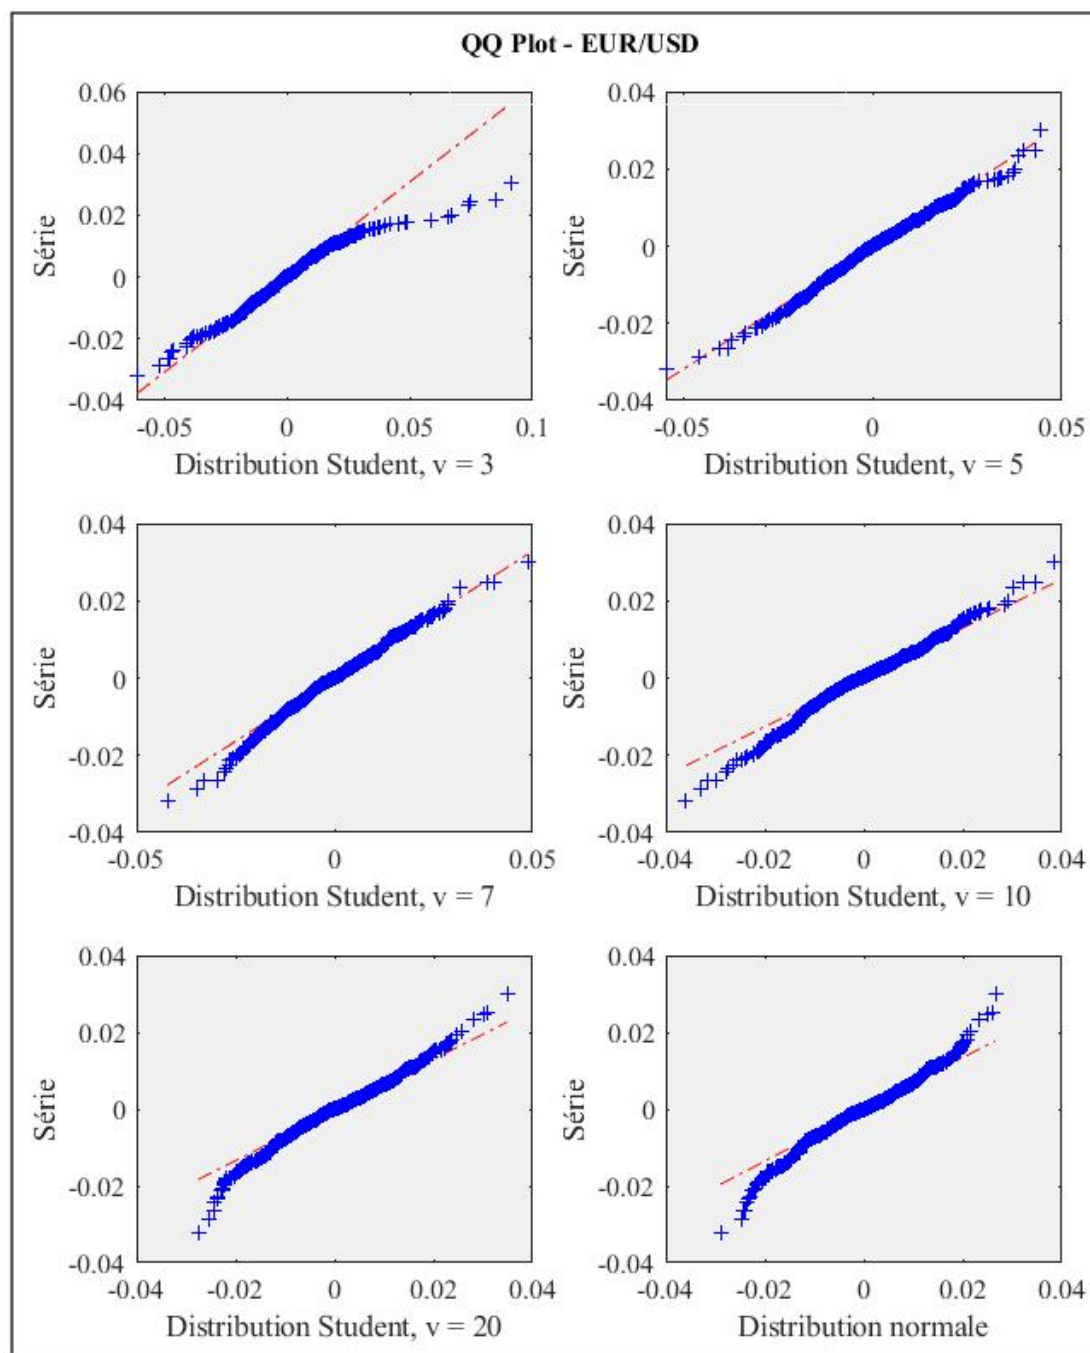 QQ Plot - EUR/USD
0.06
0.04
0.02
0
-0.02
-0.04
Série
-0.05 0 0.05 0.1
Distribution Student, v = 3
0.04
0.02
0
-0.02
-0.04
Série
-0.05 0 0.05
Distribution Student, v = 5
0.04
0.02
0
-0.02
-0.04
Série
-0.05 0 0.05
Distribution Student, v = 7
0.04
0.02
0
-0.02
-0.04
Série
-0.04 -0.02 0 0.02 0.04
Distribution Student, v = 10
0.04
0.02
0
-0.02
-0.04
Série
-0.04 -0.02 0 0.02 0.04
Distribution Student, v = 20
0.04
0.02
0
-0.02
-0.04
Série
-0.04 -0.02 0 0.02 0.04
Distribution normale